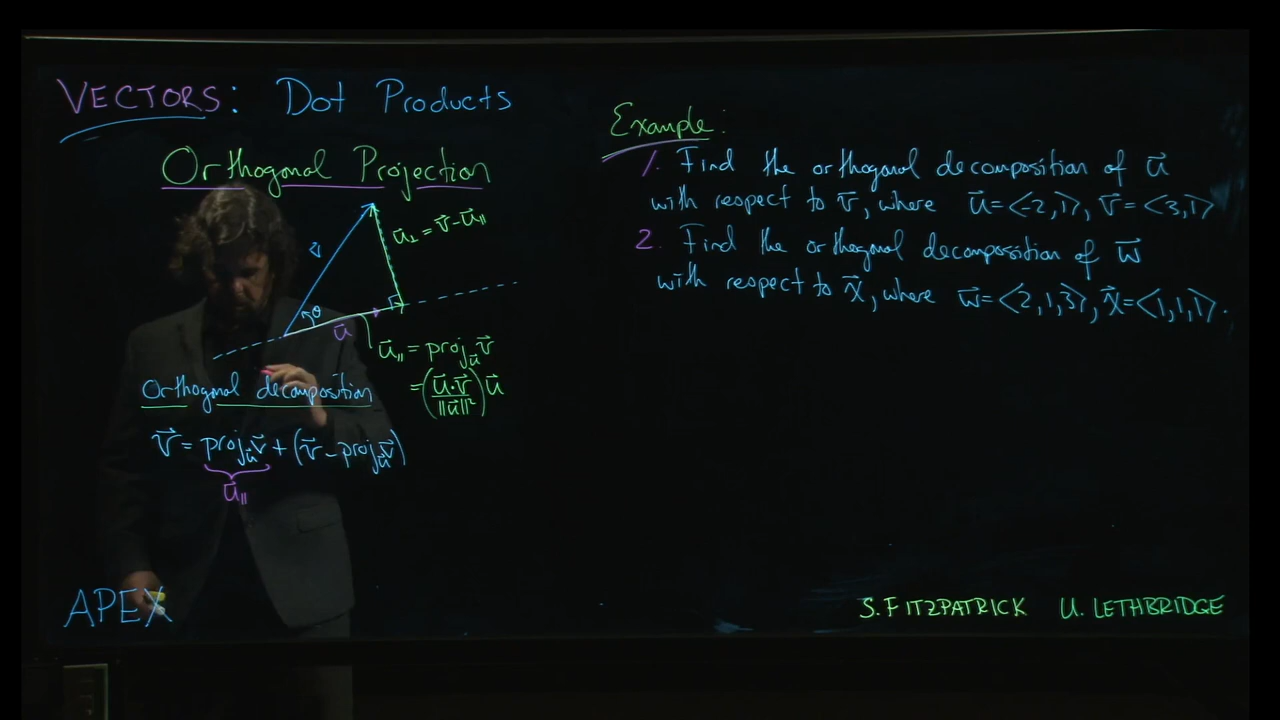 VECTORS: Dot Products
Orthogonal Projection
v⃗
u⃗⊥ = v⃗ - u⃗∥
θ
u⃗
u⃗∥ = proj_u⃗ v⃗
= (u⃗·v⃗ / ‖u⃗‖²) u⃗
Orthogonal decomposition
v⃗ = proj_u⃗ v⃗ + (v⃗ - proj_u⃗ v⃗)
u⃗∥
APEX
Example:
1. Find the orthogonal decomposition of u⃗
with respect to v⃗, where u⃗ = <-2,1>, v⃗ = <3,1>
2. Find the orthogonal decomposition of w⃗
with respect to x⃗, where w⃗ = <2,1,3>, x⃗ = <1,1,1>.
S. FITZPATRICK U. LETHBRIDGE